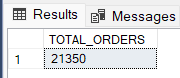 Results Messages
TOTAL_ORDERS
1 21350